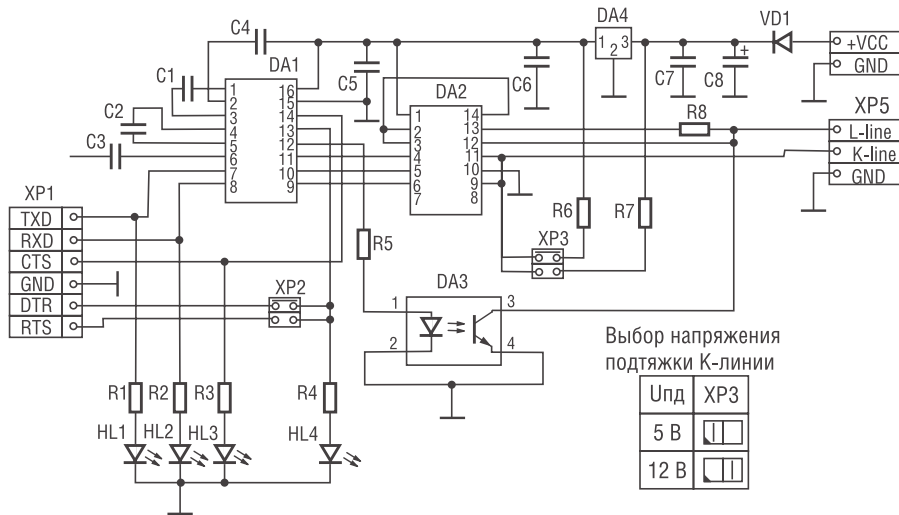 C4
DA4
VD1
1 3
2
+VCC
GND
C1
DA1
C5
C6
C7
+
C8
C2
C3
1 16
2 15
3 14
4 13
5 12
6 11
7 10
8 9
DA2
1 14
2 13
3 12
4 11
5 10
6 9
7 8
R8
XP5
L-line
K-line
GND
XP1
TXD
RXD
CTS
GND
DTR
RTS
XP2
R5
R6
R7
XP3
DA3
1 3
2 4
R1 R2 R3 R4
HL1 HL2 HL3 HL4
Выбор напряжения
подтяжки К-линии
Uпд XP3
5 В
12 В